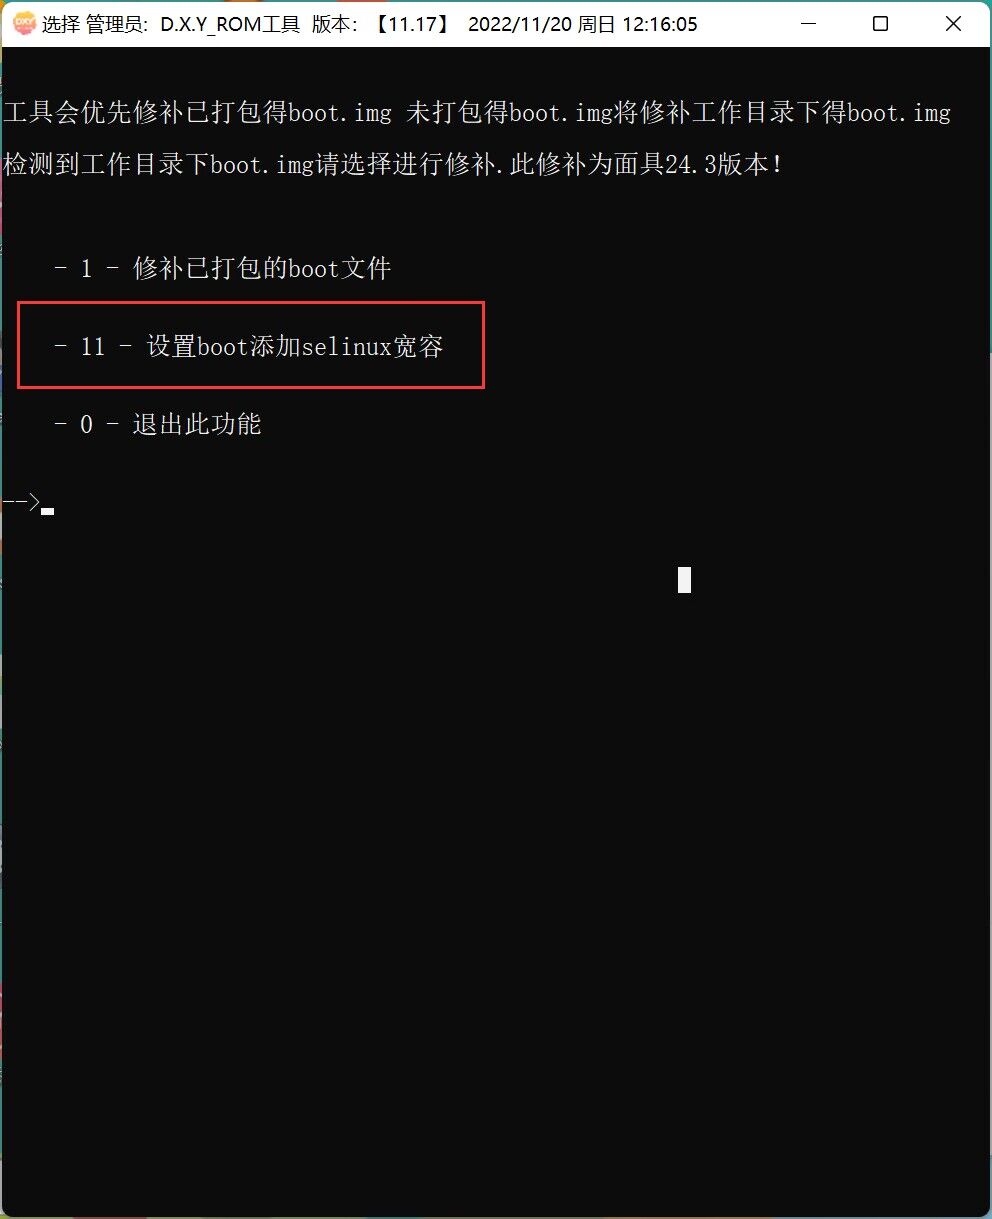 选择 管理员: D.X.Y_ROM工具 版本: 【11.17】 2022/11/20 周日 12:16:05
工具会优先修补已打包得boot.img 未打包得boot.img将修补工作目录下得boot.img
检测到工作目录下boot.img请选择进行修补.此修补为面具24.3版本!
- 1 - 修补已打包的boot文件
- 11 - 设置boot添加selinux宽容
- 0 - 退出此功能
-->